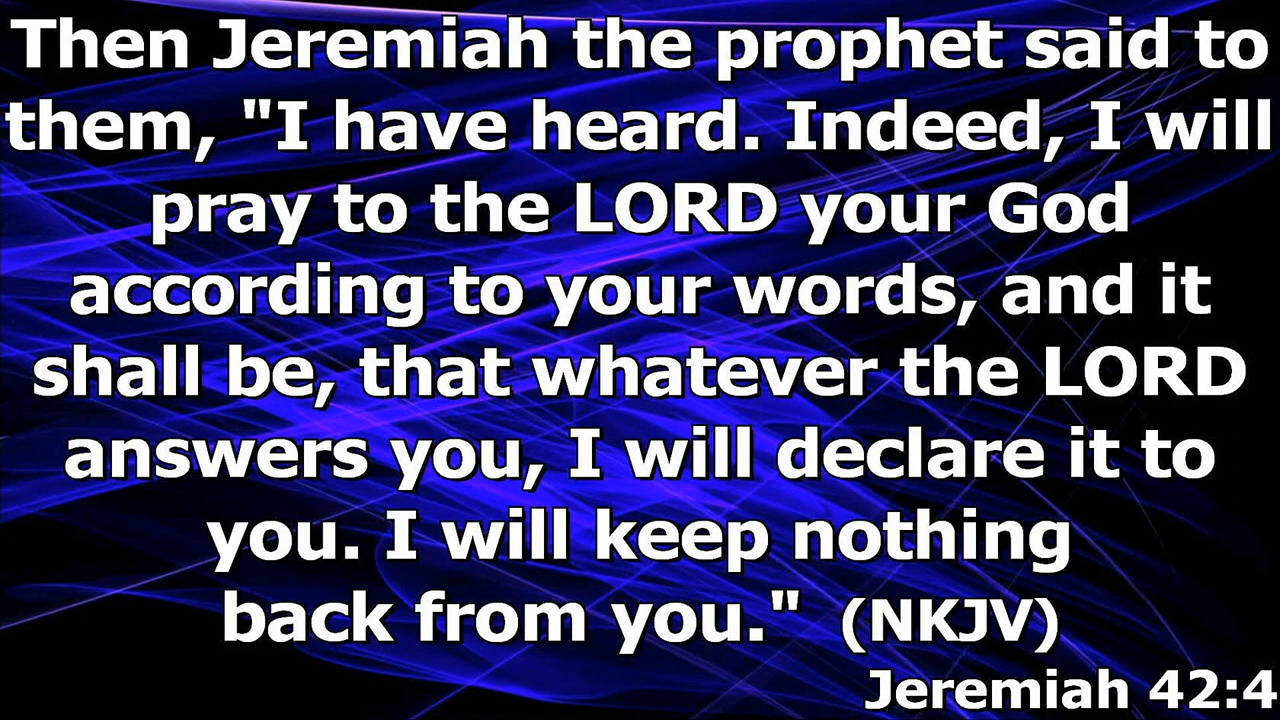 Then Jeremiah the prophet said to
them, "I have heard. Indeed, I will
pray to the LORD your God
according to your words, and it
shall be, that whatever the LORD
answers you, I will declare it to
you. I will keep nothing
back from you." (NKJV)
Jeremiah 42:4